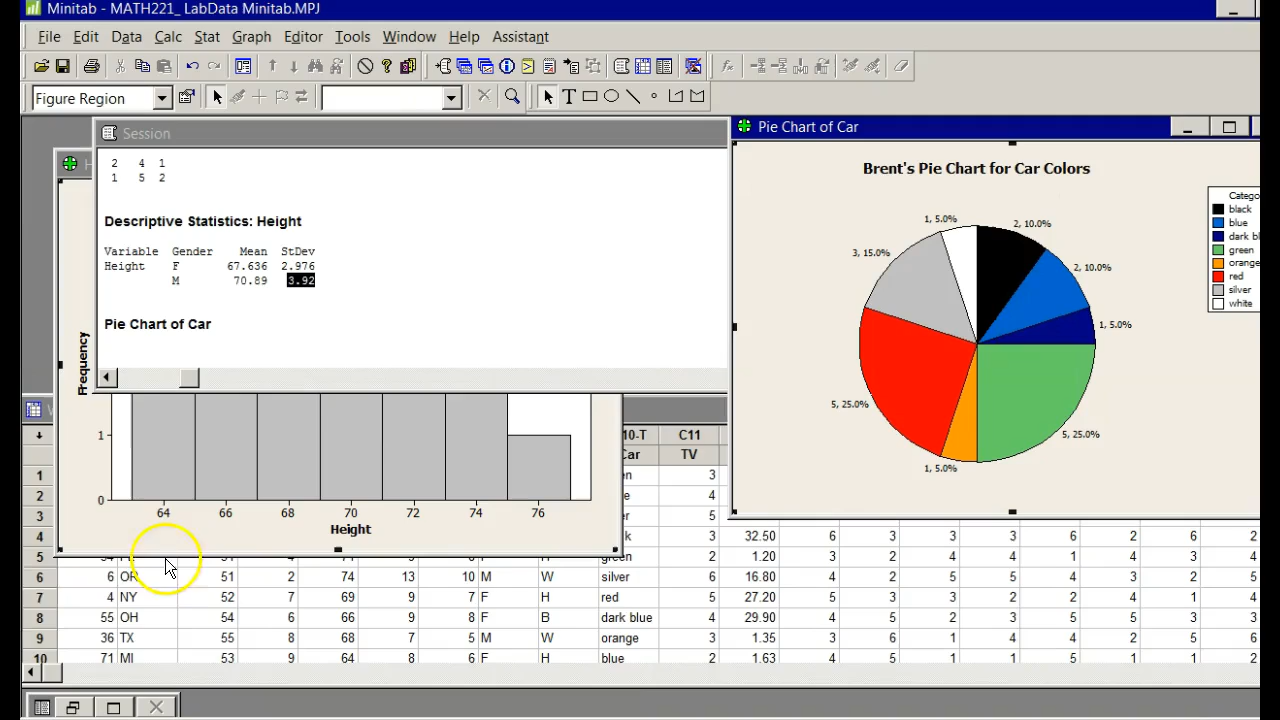 Minitab - MATH221_ LabData Minitab.MPJ
File Edit Data Calc Stat Graph Editor Tools Window Help Assistant
Figure Region
Session
2 4 1
1 5 2
Descriptive Statistics: Height
Variable Gender Mean StDev
Height F 67.636 2.976
M 70.89 3.92
Pie Chart of Car
Frequency
1
0
64 66 68 70 72 74 76
Height
Pie Chart of Car
Brent's Pie Chart for Car Colors
1, 5.0%
2, 10.0%
3, 15.0%
2, 10.0%
1, 5.0%
5, 25.0%
5, 25.0%
1, 5.0%
Catego
black
blue
dark bl
green
orange
red
silver
white
10-T C11
Car TV
1 en 3
2 e 4
3 er 5
4 k 3 32.50 6 3 3 3 6 2 6 2
5 green 2 1.20 3 2 4 4 1 4 3 4
6 6 OR 51 2 74 13 10 M W silver 6 16.80 4 2 5 5 4 3 2 5
7 4 NY 52 7 69 9 7 F H red 5 27.20 5 3 3 2 2 4 1 4
8 55 OH 54 6 66 9 8 F B dark blue 4 29.90 4 5 2 3 5 5 3 3
9 36 TX 55 8 68 7 5 M W orange 3 1.35 3 6 1 4 4 2 5 6
10 71 MI 53 9 64 8 6 F H blue 2 1.63 4 5 1 1 5 1 1 2